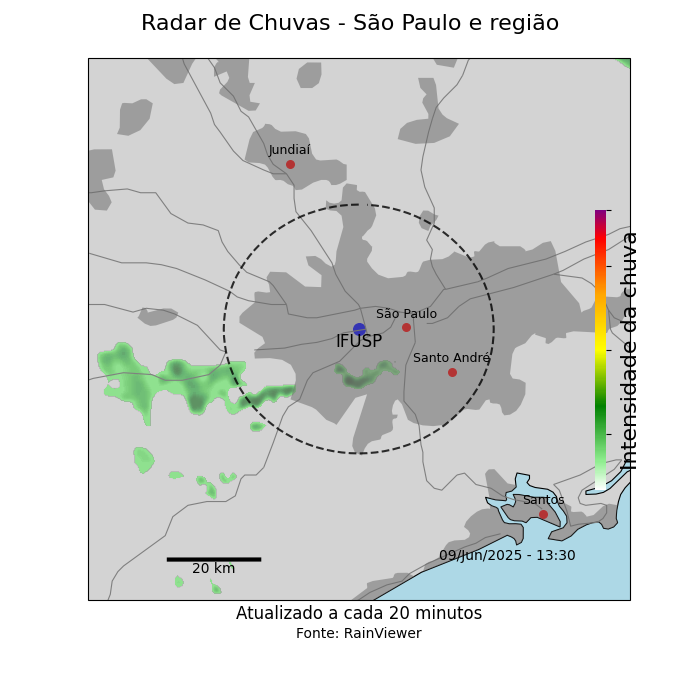 Radar de Chuvas - São Paulo e região
Jundiaí
São Paulo
IFUSP
Santo André
Intensidade da chuva
Santos
09/Jun/2025 - 13:30
20 km
Atualizado a cada 20 minutos
Fonte: RainViewer